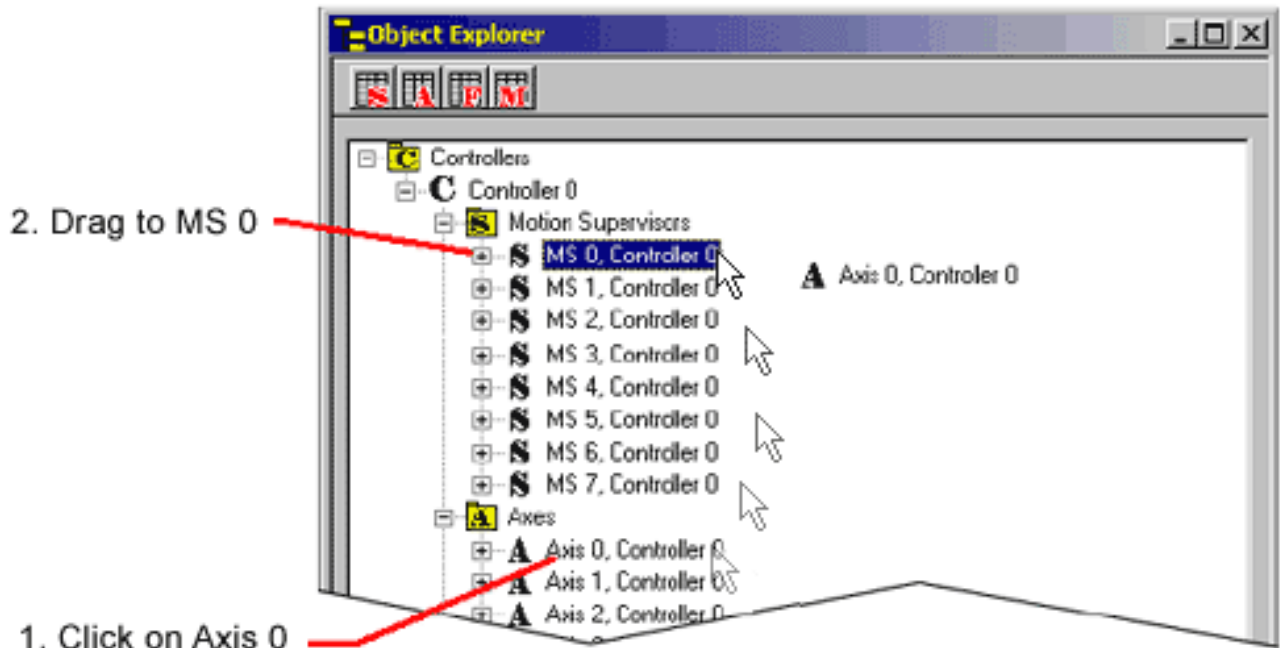 Object Explorer
S A F M
C Controllers
C Controller 0
S Motion Supervisors
2. Drag to MS 0
S MS 0, Controller 0
A Axis 0, Controler 0
S MS 1, Controller 0
S MS 2, Controller 0
S MS 3, Controller 0
S MS 4, Controller 0
S MS 5, Controller 0
S MS 6, Controller 0
S MS 7, Controller 0
A Axes
A Axis 0, Controller 0
A Axis 1, Controller 0
A Axis 2, Controller 0
1. Click on Axis 0